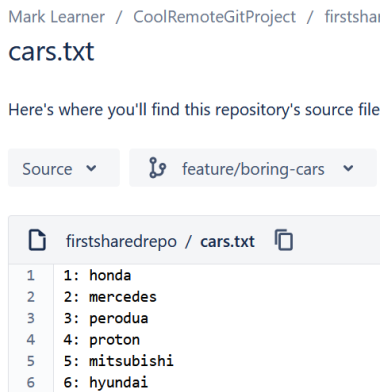 Mark Learner / CoolRemoteGitProject / firstshar
cars.txt
Here's where you'll find this repository's source file
Source feature/boring-cars
firstsharedrepo / cars.txt
1 1: honda
2 2: mercedes
3 3: perodua
4 4: proton
5 5: mitsubishi
6 6: hyundai